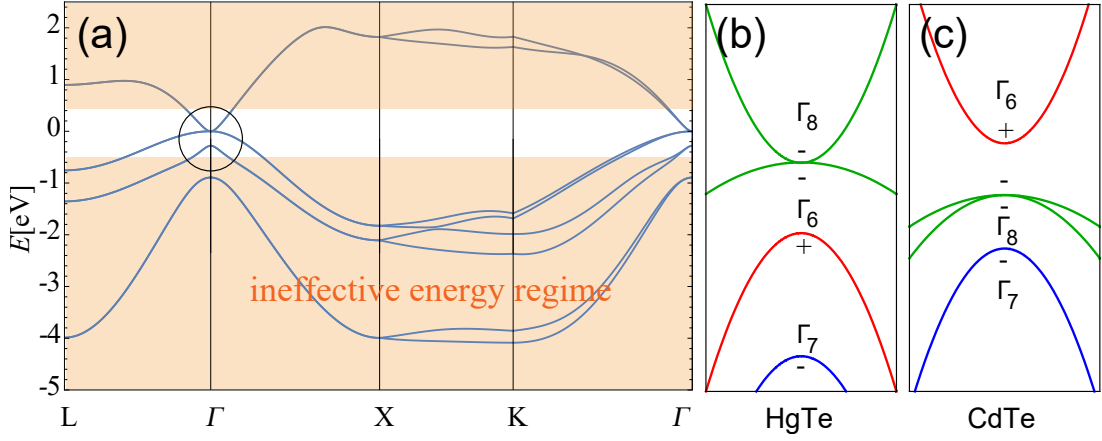 (a)
2
1
0
-1
-2
-3
-4
-5
E[eV]
ineffective energy regime
L
Γ
X
K
Γ
(b)
Γ8
-
-
Γ6
+
Γ7
-
HgTe
(c)
Γ6
+
-
-
Γ8
-
Γ7
CdTe